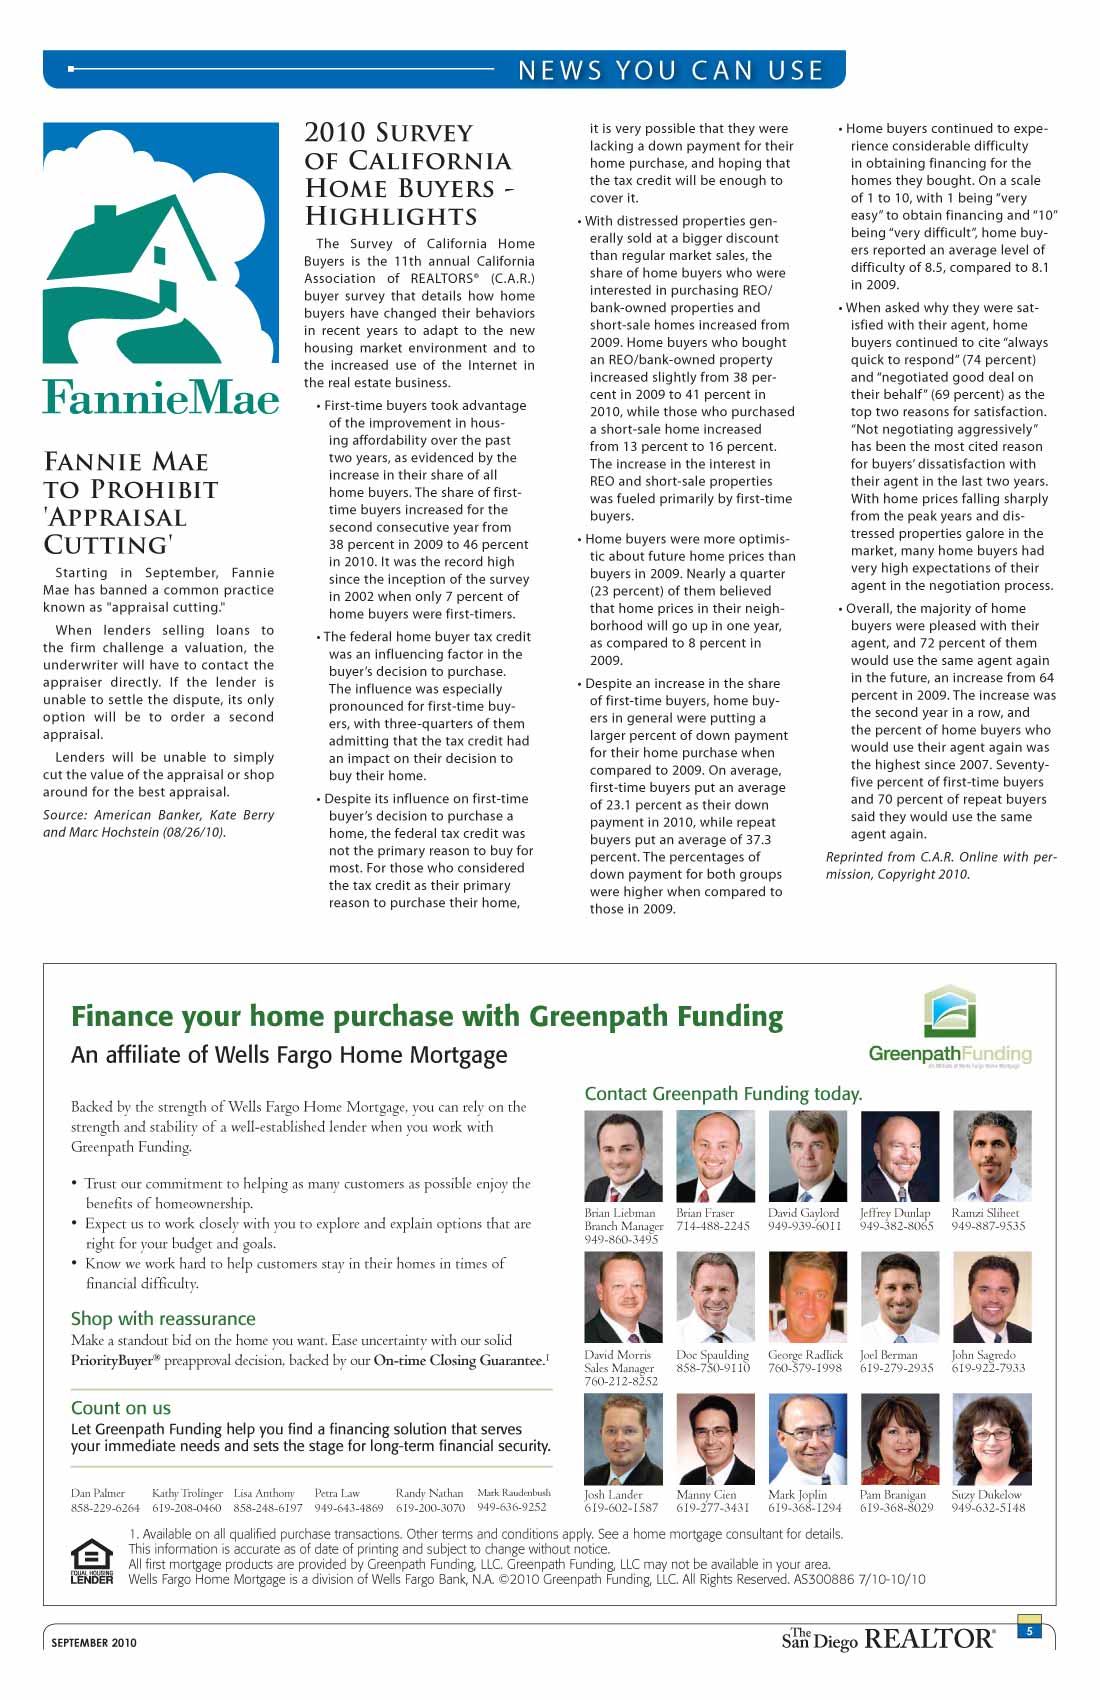 NEWS YOU CAN USE
FannieMae
FANNIE MAE
TO PROHIBIT
'APPRAISAL
CUTTING'
Starting in September, Fannie
Mae has banned a common practice
known as "appraisal cutting."
When lenders selling loans to
the firm challenge a valuation, the
underwriter will have to contact the
appraiser directly. If the lender is
unable to settle the dispute, its only
option will be to order a second
appraisal.
Lenders will be unable to simply
cut the value of the appraisal or shop
around for the best appraisal.
Source: American Banker, Kate Berry
and Marc Hochstein (08/26/10).
2010 SURVEY
OF CALIFORNIA
HOME BUYERS -
HIGHLIGHTS
The Survey of California Home
Buyers is the 11th annual California
Association of REALTORS® (C.A.R.)
buyer survey that details how home
buyers have changed their behaviors
in recent years to adapt to the new
housing market environment and to
the increased use of the Internet in
the real estate business.
• First-time buyers took advantage
of the improvement in hous-
ing affordability over the past
two years, as evidenced by the
increase in their share of all
home buyers. The share of first-
time buyers increased for the
second consecutive year from
38 percent in 2009 to 46 percent
in 2010. It was the record high
since the inception of the survey
in 2002 when only 7 percent of
home buyers were first-timers.
• The federal home buyer tax credit
was an influencing factor in the
buyer's decision to purchase.
The influence was especially
pronounced for first-time buy-
ers, with three-quarters of them
admitting that the tax credit had
an impact on their decision to
buy their home.
• Despite its influence on first-time
buyer's decision to purchase a
home, the federal tax credit was
not the primary reason to buy for
most. For those who considered
the tax credit as their primary
reason to purchase their home,
it is very possible that they were
lacking a down payment for their
home purchase, and hoping that
the tax credit will be enough to
cover it.
• With distressed properties gen-
erally sold at a bigger discount
than regular market sales, the
share of home buyers who were
interested in purchasing REO/
bank-owned properties and
short-sale homes increased from
2009. Home buyers who bought
an REO/bank-owned property
increased slightly from 38 per-
cent in 2009 to 41 percent in
2010, while those who purchased
a short-sale home increased
from 13 percent to 16 percent.
The increase in the interest in
REO and short-sale properties
was fueled primarily by first-time
buyers.
• Home buyers were more optimis-
tic about future home prices than
buyers in 2009. Nearly a quarter
(23 percent) of them believed
that home prices in their neigh-
borhood will go up in one year,
as compared to 8 percent in
2009.
• Despite an increase in the share
of first-time buyers, home buy-
ers in general were putting a
larger percent of down payment
for their home purchase when
compared to 2009. On average,
first-time buyers put an average
of 23.1 percent as their down
payment in 2010, while repeat
buyers put an average of 37.3
percent. The percentages of
down payment for both groups
were higher when compared to
those in 2009.
• Home buyers continued to expe-
rience considerable difficulty
in obtaining financing for the
homes they bought. On a scale
of 1 to 10, with 1 being "very
easy" to obtain financing and "10"
being "very difficult", home buy-
ers reported an average level of
difficulty of 8.5, compared to 8.1
in 2009.
• When asked why they were sat-
isfied with their agent, home
buyers continued to cite "always
quick to respond" (74 percent)
and "negotiated good deal on
their behalf" (69 percent) as the
top two reasons for satisfaction.
"Not negotiating aggressively"
has been the most cited reason
for buyers' dissatisfaction with
their agent in the last two years.
With home prices falling sharply
from the peak years and dis-
tressed properties galore in the
market, many home buyers had
very high expectations of their
agent in the negotiation process.
• Overall, the majority of home
buyers were pleased with their
agent, and 72 percent of them
would use the same agent again
in the future, an increase from 64
percent in 2009. The increase was
the second year in a row, and
the percent of home buyers who
would use their agent again was
the highest since 2007. Seventy-
five percent of first-time buyers
and 70 percent of repeat buyers
said they would use the same
agent again.
Reprinted from C.A.R. Online with per-
mission, Copyright 2010.
Finance your home purchase with Greenpath Funding
An affiliate of Wells Fargo Home Mortgage
GreenpathFunding
An Affiliate of Wells Fargo Home Mortgage
Backed by the strength of Wells Fargo Home Mortgage, you can rely on the
strength and stability of a well-established lender when you work with
Greenpath Funding.
• Trust our commitment to helping as many customers as possible enjoy the
benefits of homeownership.
• Expect us to work closely with you to explore and explain options that are
right for your budget and goals.
• Know we work hard to help customers stay in their homes in times of
financial difficulty.
Shop with reassurance
Make a standout bid on the home you want. Ease uncertainty with our solid
PriorityBuyer® preapproval decision, backed by our On-time Closing Guarantee.1
Count on us
Let Greenpath Funding help you find a financing solution that serves
your immediate needs and sets the stage for long-term financial security.
Dan Palmer Kathy Trolinger Lisa Anthony Petra Law Randy Nathan Mark Raudenbush
858-229-6264 619-208-0460 858-248-6197 949-643-4869 619-200-3070 949-636-9252
Contact Greenpath Funding today.
Brian Liebman Brian Fraser David Gaylord Jeffrey Dunlap Ramzi Sliheet
Branch Manager 714-488-2245 949-939-6011 949-382-8065 949-887-9535
949-860-3495
David Morris Doc Spaulding George Radlick Joel Berman John Sagredo
Sales Manager 858-750-9110 760-579-1998 619-279-2935 619-922-7933
760-212-8252
Josh Lander Manny Cien Mark Joplin Pam Branigan Suzy Dukelow
619-602-1587 619-277-3431 619-368-1294 619-368-8029 949-632-5148
EQUAL HOUSING
LENDER
1. Available on all qualified purchase transactions. Other terms and conditions apply. See a home mortgage consultant for details.
This information is accurate as of date of printing and subject to change without notice.
All first mortgage products are provided by Greenpath Funding, LLC. Greenpath Funding, LLC may not be available in your area.
Wells Fargo Home Mortgage is a division of Wells Fargo Bank, N.A. ©2010 Greenpath Funding, LLC. All Rights Reserved. AS300886 7/10-10/10
SEPTEMBER 2010
The San Diego REALTOR®
5